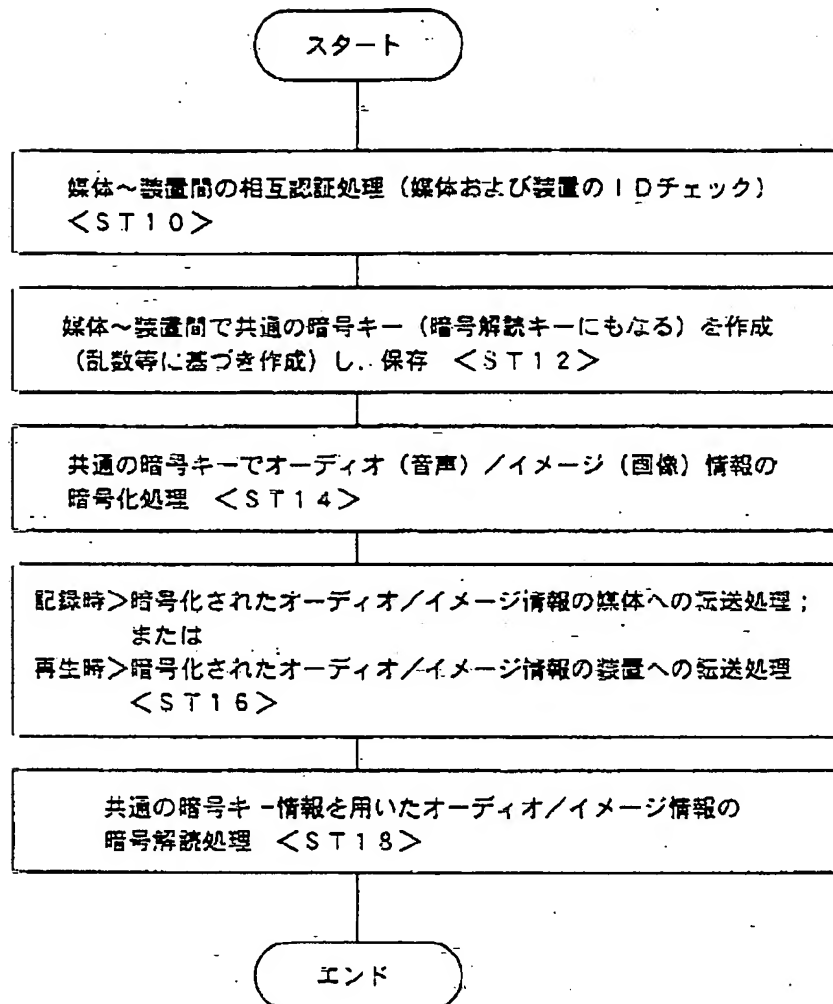 スタート
媒体～装置間の相互認証処理（媒体および装置のＩＤチェック）
＜ＳＴ１０＞
媒体～装置間で共通の暗号キー（暗号解読キーにもなる）を作成
（乱数等に基づき作成）し、保存 ＜ＳＴ１２＞
共通の暗号キーでオーディオ（音声）／イメージ（画像）情報の
暗号化処理 ＜ＳＴ１４＞
記録時＞暗号化されたオーディオ／イメージ情報の媒体への転送処理；
または
再生時＞暗号化されたオーディオ／イメージ情報の装置への転送処理
＜ＳＴ１６＞
共通の暗号キー情報を用いたオーディオ／イメージ情報の
暗号解読処理 ＜ＳＴ１８＞
エンド